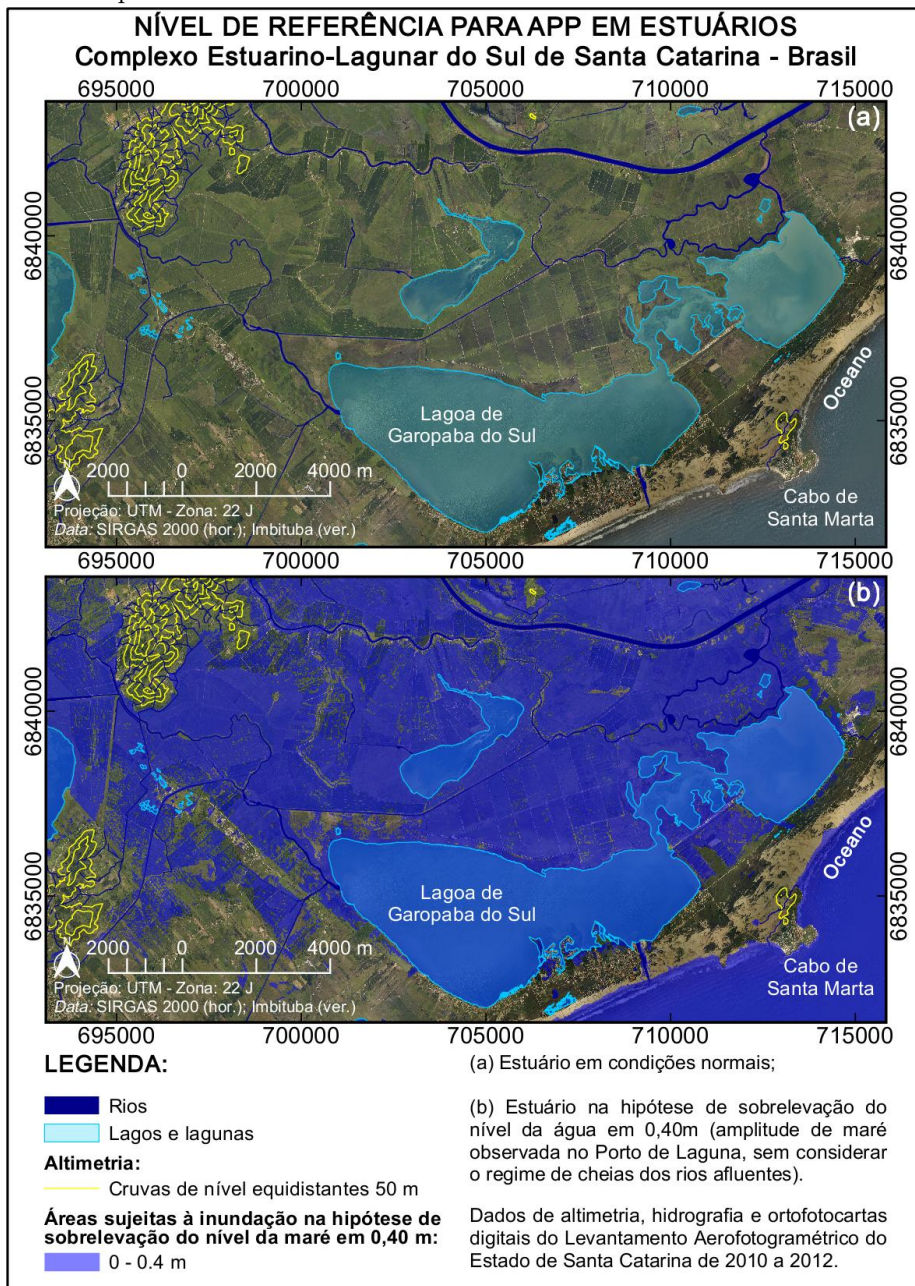 NÍVEL DE REFERÊNCIA PARA APP EM ESTUÁRIOS
Complexo Estuarino-Lagunar do Sul de Santa Catarina - Brasil
695000 700000 705000 710000 715000
(a)
6840000 6840000
Oceano
Lagoa de
Garopaba do Sul
6835000 6835000
2000 0 2000 4000 m
Cabo de
Santa Marta
Projeção: UTM - Zona: 22 J
Data: SIRGAS 2000 (hor.); Imbituba (ver.)
695000 700000 705000 710000 715000
(b)
6840000 6840000
Oceano
Lagoa de
Garopaba do Sul
6835000 6835000
2000 0 2000 4000 m
Cabo de
Santa Marta
Projeção: UTM - Zona: 22 J
Data: SIRGAS 2000 (hor.); Imbituba (ver.)
695000 700000 705000 710000 715000
LEGENDA:
Rios
Lagos e lagunas
Altimetria:
Cruvas de nível equidistantes 50 m
Áreas sujeitas à inundação na hipótese de
sobrelevação do nível da maré em 0,40 m:
0 - 0.4 m
(a) Estuário em condições normais;
(b) Estuário na hipótese de sobrelevação do
nível da água em 0,40m (amplitude de maré
observada no Porto de Laguna, sem considerar
o regime de cheias dos rios afluentes).
Dados de altimetria, hidrografia e ortofotocartas
digitais do Levantamento Aerofotogramétrico do
Estado de Santa Catarina de 2010 a 2012.